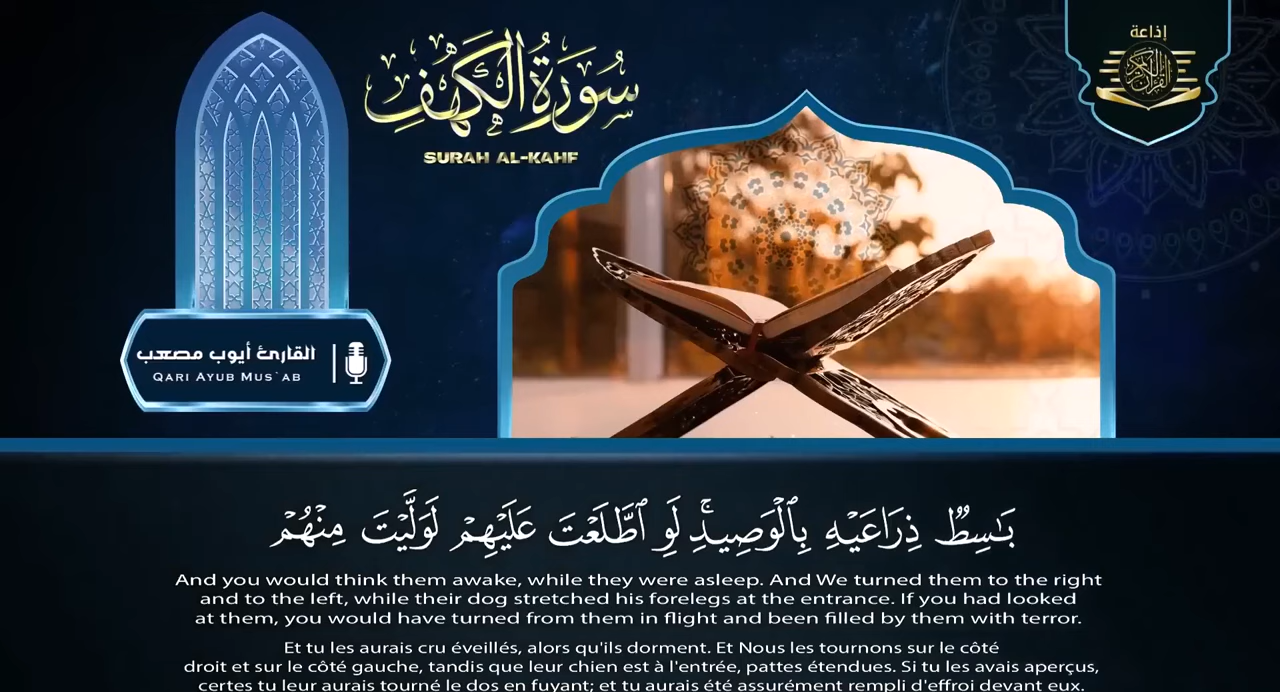 إذاعة
القرآن الكريم
سُورَةُ الكَهْفِ
SURAH AL-KAHF
القارئ أيوب مصعب
QARI AYUB MUS`AB
بَٰسِطٌ ذِرَاعَيْهِ بِٱلْوَصِيدِۚ لَوِ ٱطَّلَعْتَ عَلَيْهِمْ لَوَلَّيْتَ مِنْهُمْ
And you would think them awake, while they were asleep. And We turned them to the right
and to the left, while their dog stretched his forelegs at the entrance. If you had looked
at them, you would have turned from them in flight and been filled by them with terror.
Et tu les aurais cru éveillés, alors qu'ils dorment. Et Nous les tournons sur le côté
droit et sur le côté gauche, tandis que leur chien est à l'entrée, pattes étendues. Si tu les avais aperçus,
certes tu leur aurais tourné le dos en fuyant; et tu aurais été assurément rempli d'effroi devant eux.